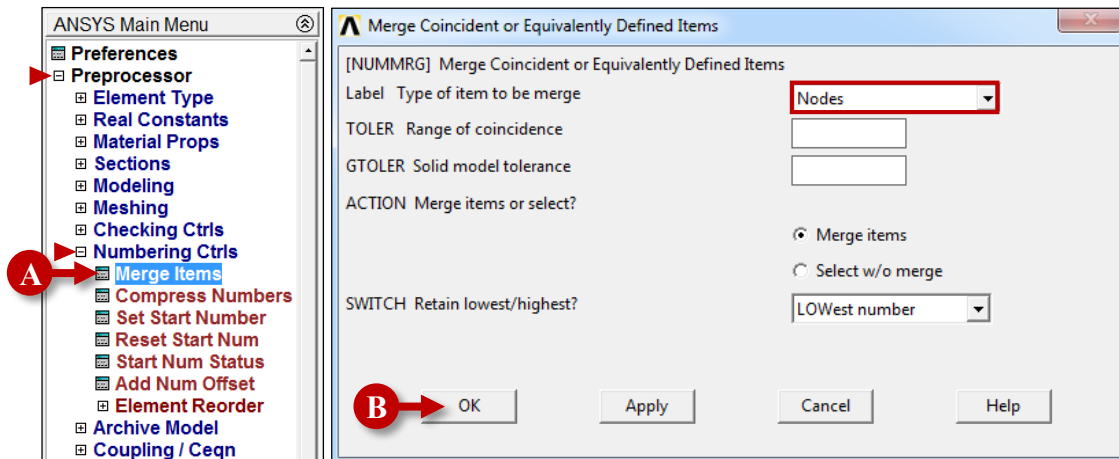 ANSYS Main Menu
Preferences
Preprocessor
Element Type
Real Constants
Material Props
Sections
Modeling
Meshing
Checking Ctrls
Numbering Ctrls
A
Merge Items
Compress Numbers
Set Start Number
Reset Start Num
Start Num Status
Add Num Offset
Element Reorder
Archive Model
Coupling / Ceqn
Merge Coincident or Equivalently Defined Items
[NUMMRG] Merge Coincident or Equivalently Defined Items
Label Type of item to be merge
Nodes
TOLER Range of coincidence
GTOLER Solid model tolerance
ACTION Merge items or select?
Merge items
Select w/o merge
SWITCH Retain lowest/highest?
LOWest number
B
OK Apply Cancel Help